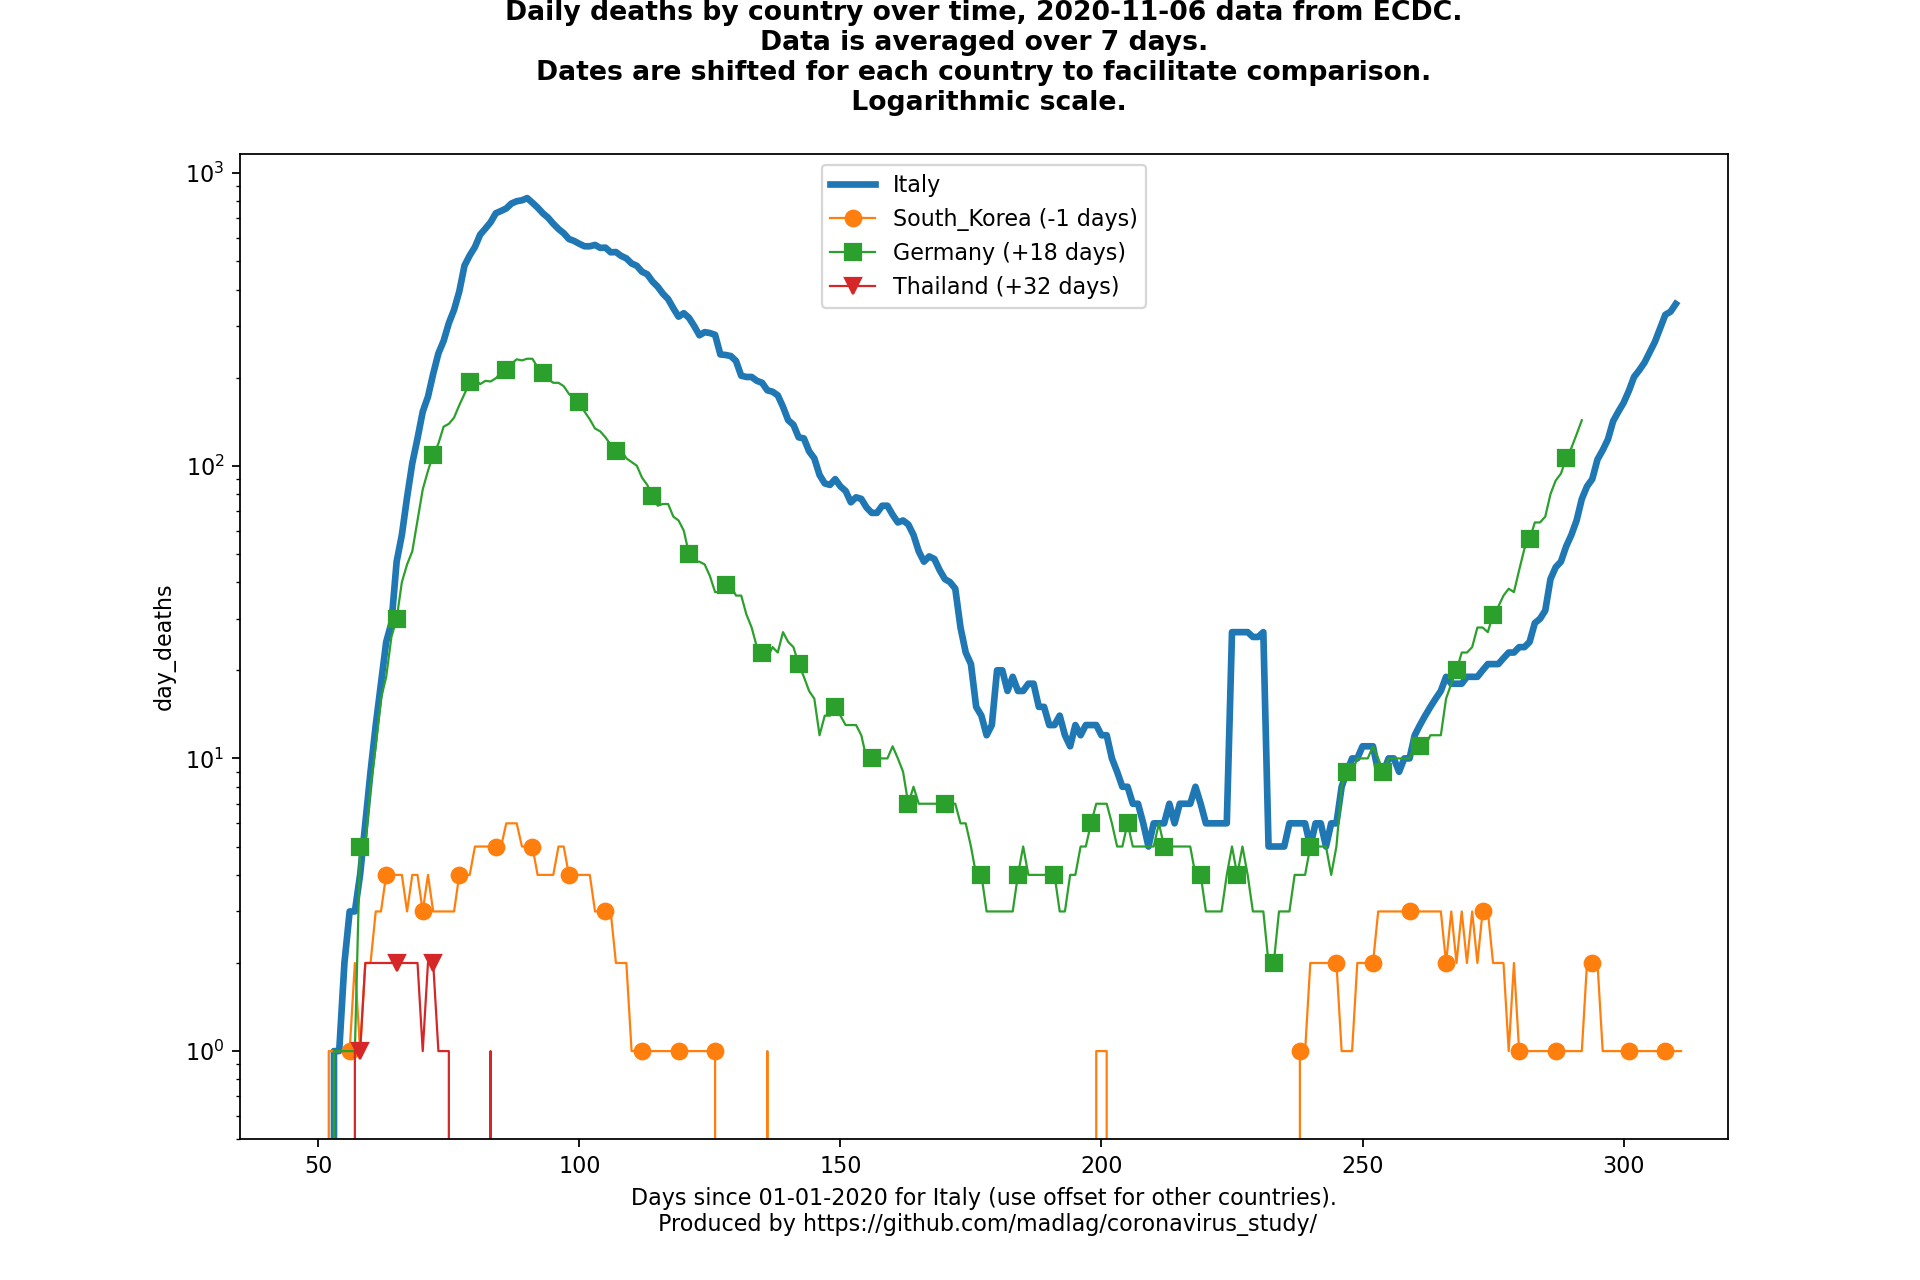 Daily deaths by country over time, 2020-11-06 data from ECDC.
Data is averaged over 7 days.
Dates are shifted for each country to facilitate comparison.
Logarithmic scale.
10³
10²
10¹
10⁰
day_deaths
Italy
South_Korea (-1 days)
Germany (+18 days)
Thailand (+32 days)
50 100 150 200 250 300
Days since 01-01-2020 for Italy (use offset for other countries).
Produced by https://github.com/madlag/coronavirus_study/